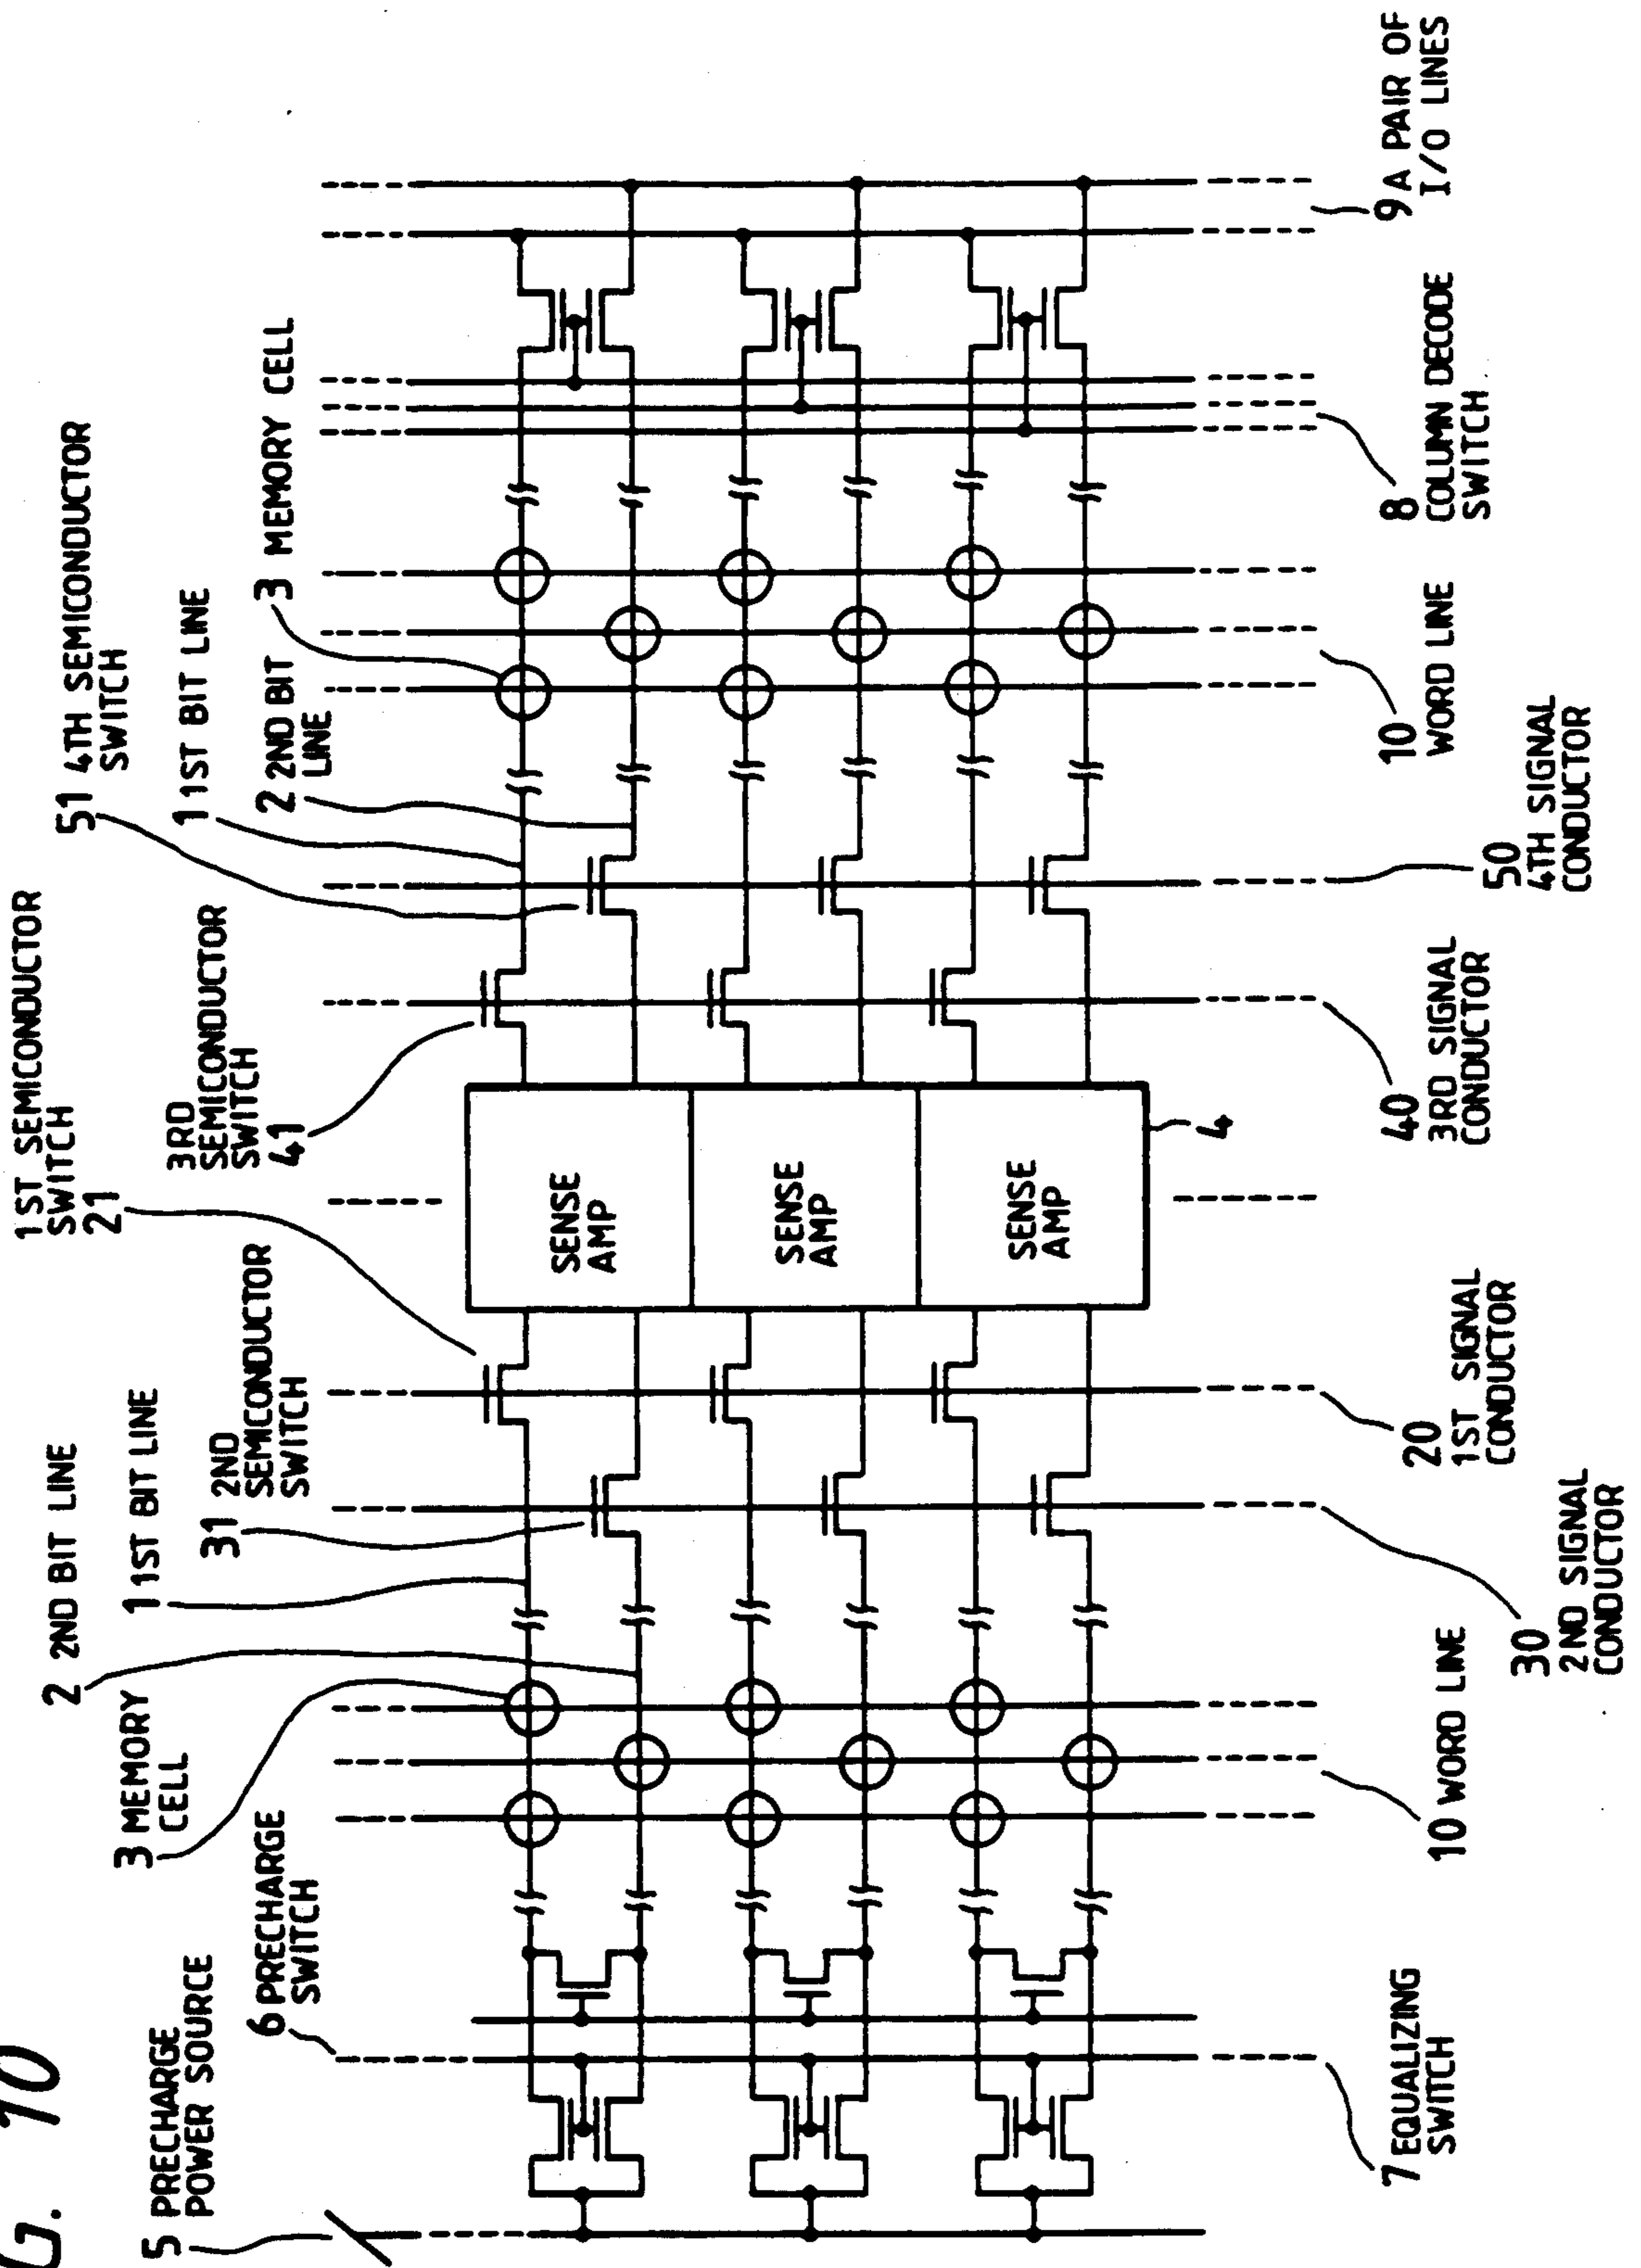 G. 10
5 PRECHARGE
POWER SOURCE
6 PRECHARGE
SWITCH
3 MEMORY
CELL
2 2ND BIT LINE
1 1ST BIT LINE
31 2ND
SEMICONDUCTOR
SWITCH
1ST SEMICONDUCTOR
SWITCH
21
3RD
SEMICONDUCTOR
SWITCH
41
51 4TH SEMICONDUCTOR
SWITCH
1 1ST BIT LINE
2 2ND BIT
LINE
3 MEMORY CELL
SENSE
AMP
SENSE
AMP
SENSE
AMP
4
7 EQUALIZING
SWITCH
10 WORD LINE
30
2ND SIGNAL
CONDUCTOR
20
1ST SIGNAL
CONDUCTOR
40
3RD SIGNAL
CONDUCTOR
50
4TH SIGNAL
CONDUCTOR
10
WORD LINE
8
COLUMN DECODE
SWITCH
9 A PAIR OF
I/O LINES